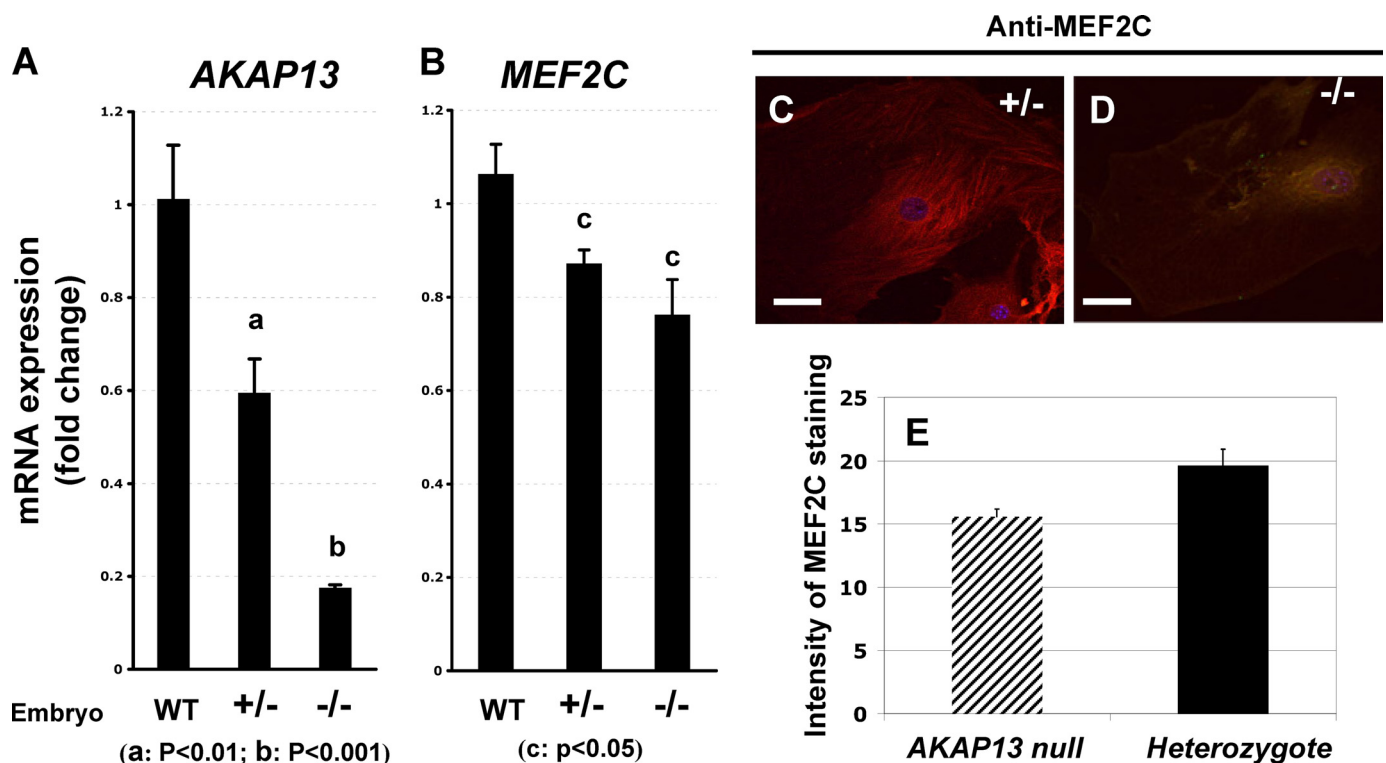 Anti-MEF2C
A
AKAP13
mRNA expression
(fold change)
1.2
1
0.8
0.6
0.4
0.2
0
a
b
Embryo
WT
+/-
-/-
(a: P<0.01; b: P<0.001)
B
MEF2C
1.2
1
0.8
0.6
0.4
0.2
0
c
c
WT
+/-
-/-
(c: p<0.05)
C
+/-
D
-/-
E
Intensity of MEF2C staining
25
20
15
10
5
0
AKAP13 null
Heterozygote